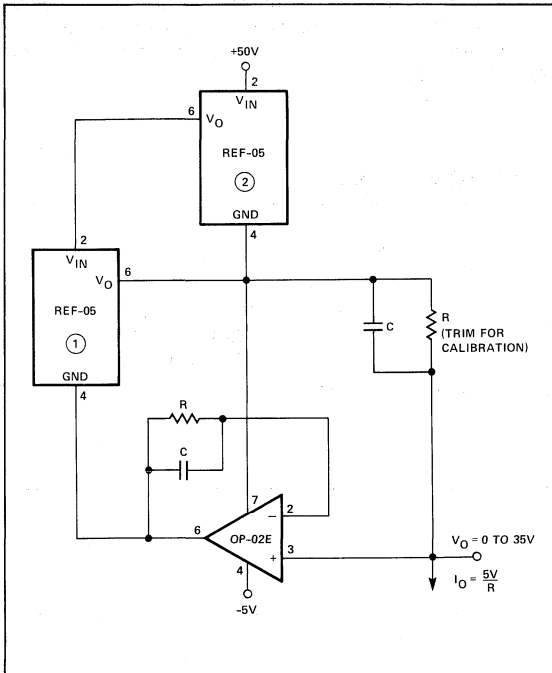 +50V
2
V_IN
6
V_O
REF-05
2
GND
4
2
V_IN
V_O
6
REF-05
1
GND
4
C
R
(TRIM FOR
CALIBRATION)
R
C
7
2
−
6
OP-02E
3
+
4
-5V
V_O = 0 TO 35V
I_O = 5V/R